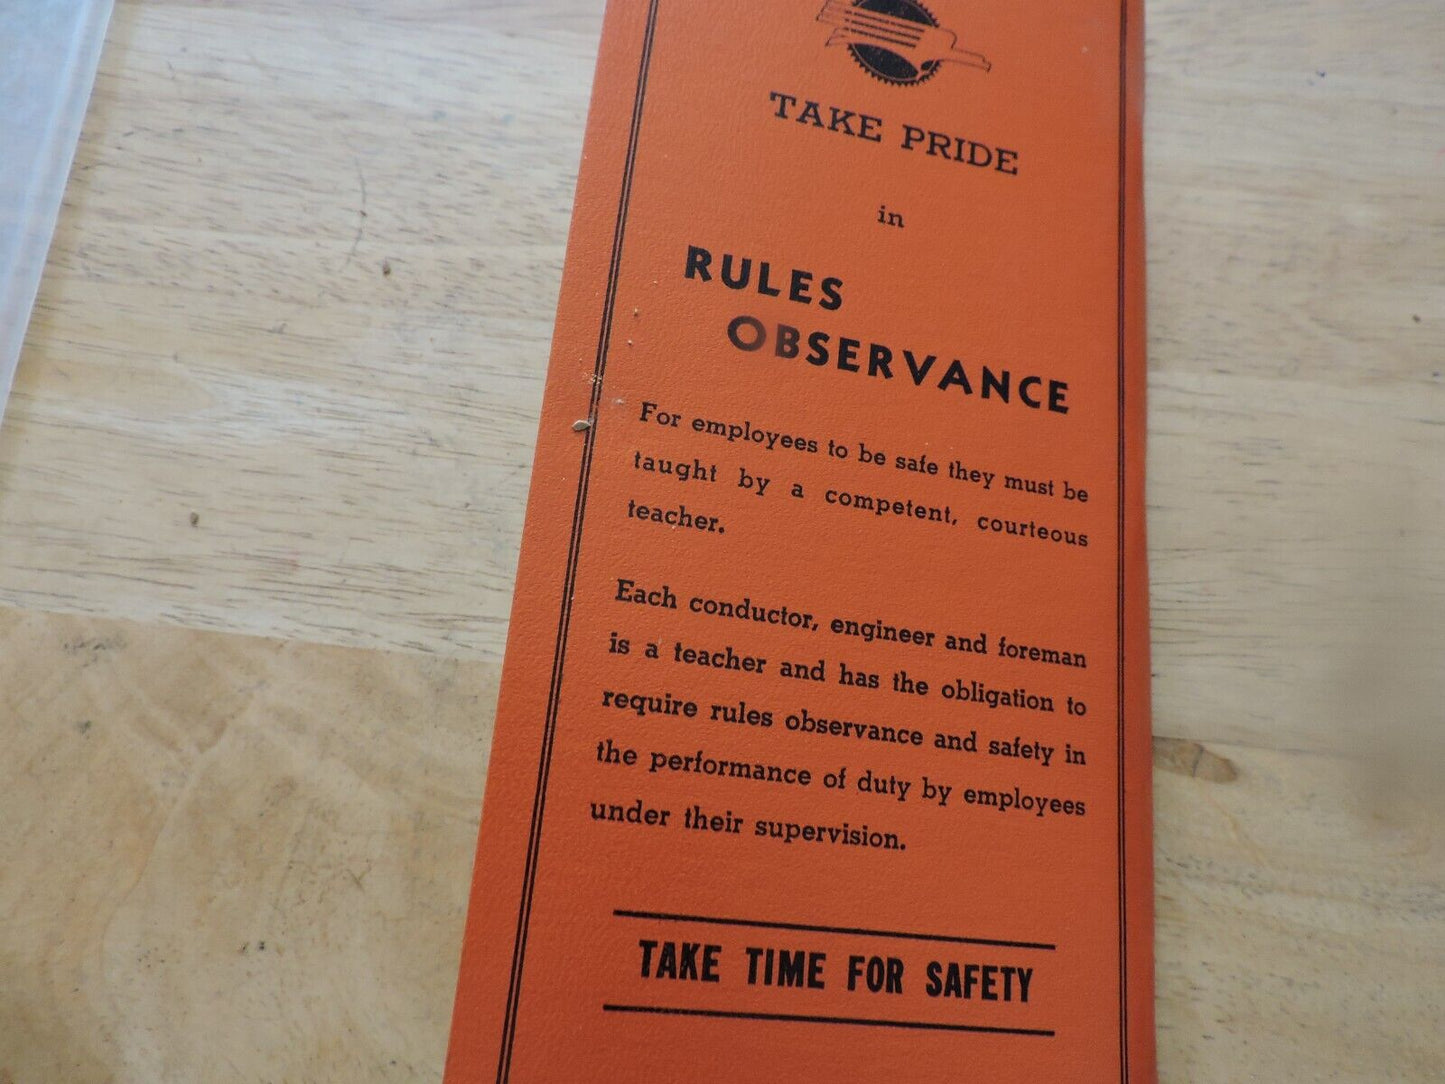 TAKE PRIDE
in
RULES
OBSERVANCE
For employees to be safe they must be
taught by a competent, courteous
teacher.
Each conductor, engineer and foreman
is a teacher and has the obligation to
require rules observance and safety in
the performance of duty by employees
under their supervision.
TAKE TIME FOR SAFETY